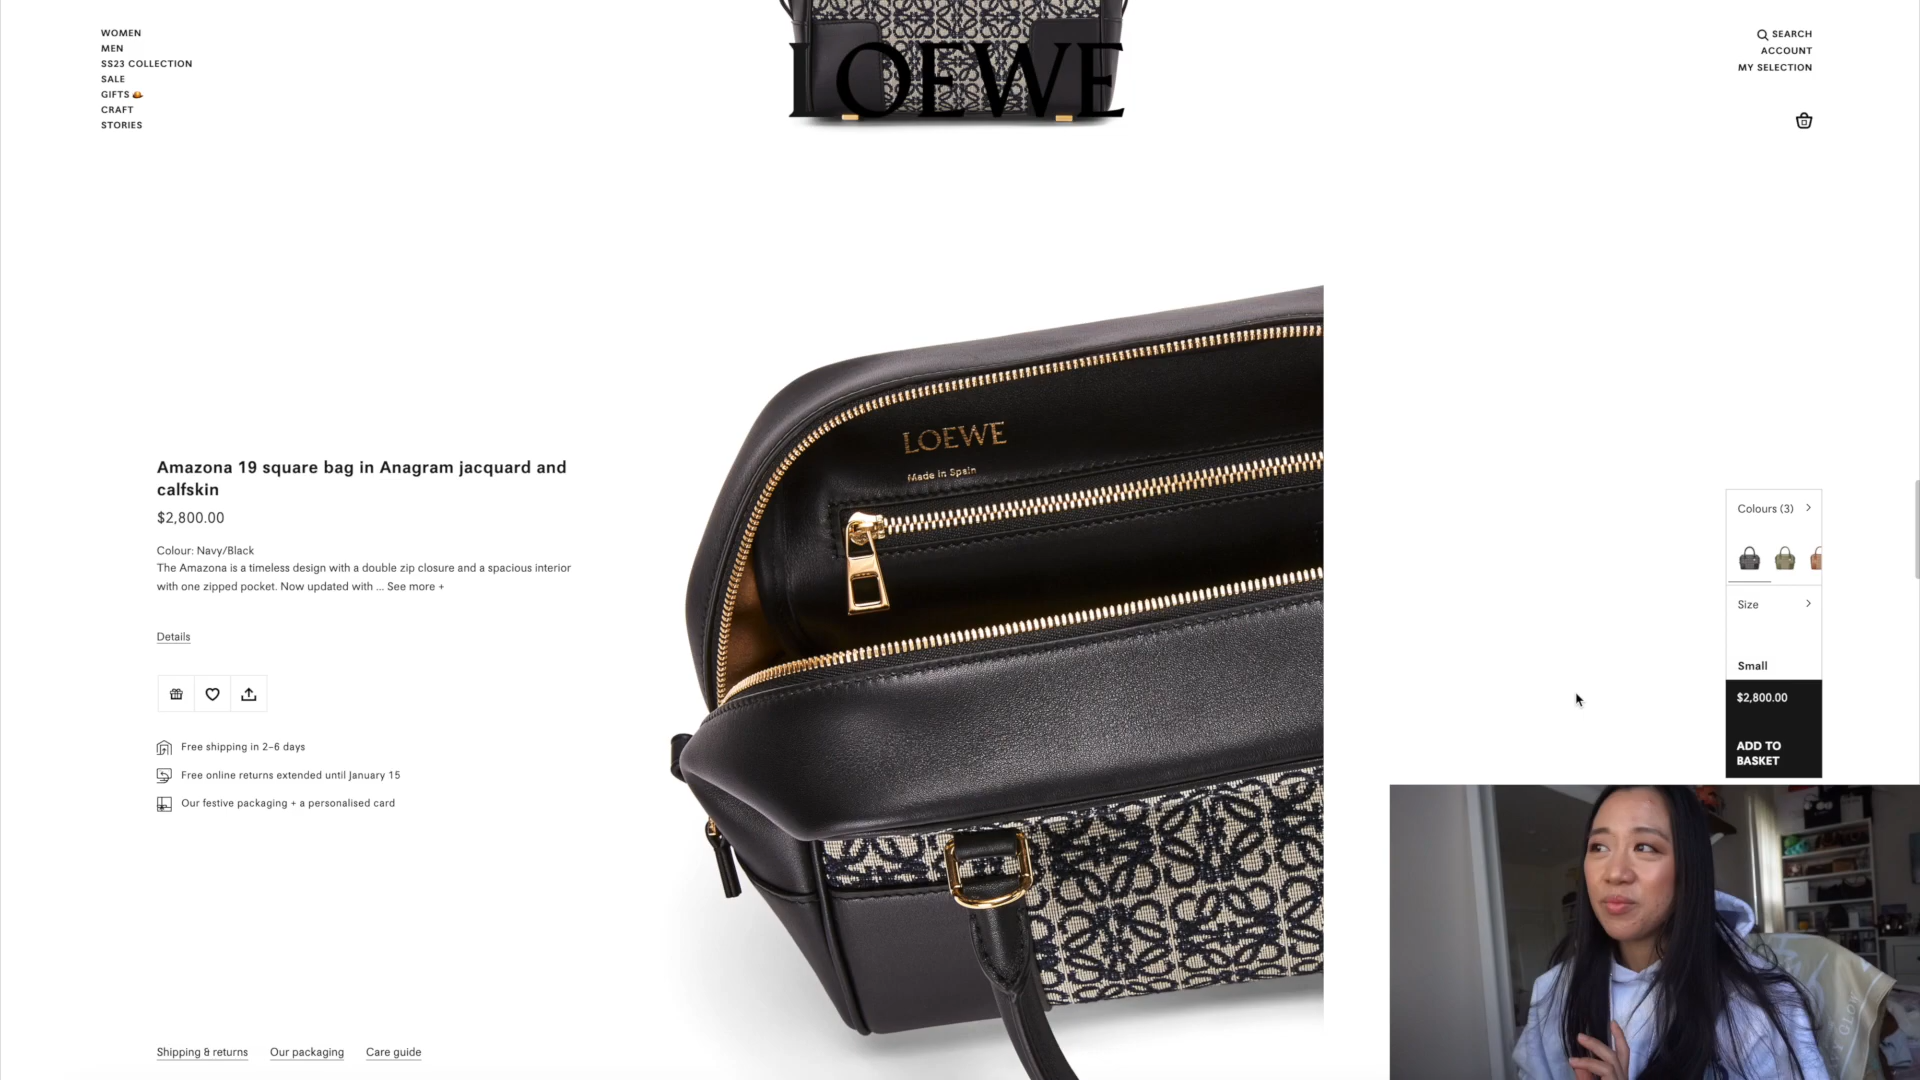 WOMEN
MEN
SS23 COLLECTION
SALE
GIFTS
CRAFT
STORIES
LOEWE
SEARCH
ACCOUNT
MY SELECTION
Amazona 19 square bag in Anagram jacquard and
calfskin
$2,800.00
Colour: Navy/Black
The Amazona is a timeless design with a double zip closure and a spacious interior
with one zipped pocket. Now updated with ... See more +
Details
Free shipping in 2-6 days
Free online returns extended until January 15
Our festive packaging + a personalised card
Shipping & returns Our packaging Care guide
LOEWE
Made in Spain
Colours (3)
Size
Small
$2,800.00
ADD TO
BASKET